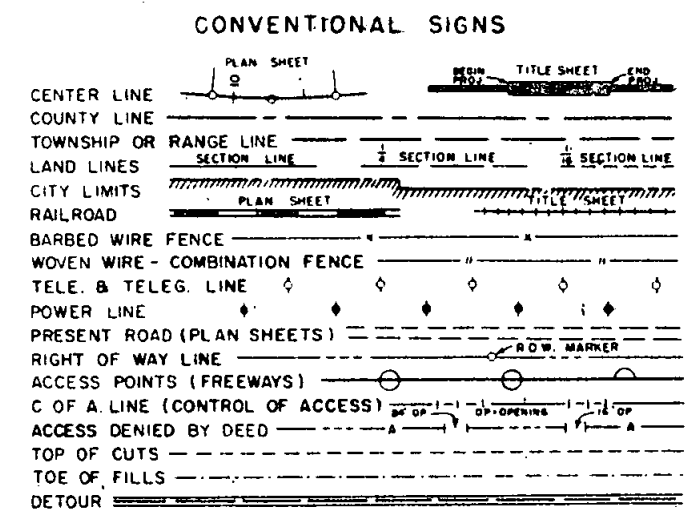 CONVENTIONAL SIGNS
PLAN SHEET
BEGIN PROJ. TITLE SHEET END PROJ.
CENTER LINE 10
COUNTY LINE
TOWNSHIP OR RANGE LINE
LAND LINES SECTION LINE 1/4 SECTION LINE 1/16 SECTION LINE
CITY LIMITS
RAILROAD PLAN SHEET TITLE SHEET
BARBED WIRE FENCE
WOVEN WIRE - COMBINATION FENCE
TELE. & TELEG. LINE
POWER LINE
PRESENT ROAD (PLAN SHEETS)
RIGHT OF WAY LINE R.O.W. MARKER
ACCESS POINTS (FREEWAYS)
C OF A. LINE (CONTROL OF ACCESS) OP OP=OPENING 16' OP
ACCESS DENIED BY DEED A A
TOP OF CUTS
TOE OF FILLS
DETOUR